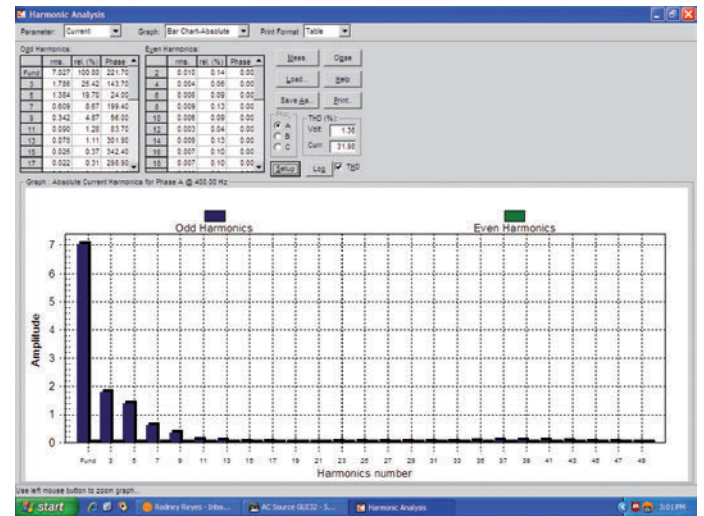 Harmonic Analysis
Parameter: Current Graph: Bar Chart-Absolute Print Format: Table
Odd Harmonics: Even Harmonics:
rms. rel. (%) Phase rms. rel. (%) Phase
Fund 7.027 100.00 221.70 2 0.010 0.14 0.00
3 1.786 25.42 143.70 4 0.004 0.06 0.00
5 1.384 19.70 24.00 6 0.006 0.09 0.00
7 0.609 8.67 199.40 8 0.009 0.13 0.00
9 0.342 4.87 56.00 10 0.006 0.09 0.00
11 0.090 1.28 83.70 12 0.003 0.04 0.00
13 0.078 1.11 301.90 14 0.009 0.13 0.00
15 0.026 0.37 342.40 16 0.007 0.10 0.00
17 0.022 0.31 298.90 18 0.007 0.10 0.00
Meas. Close
Load... Help
Save As... Print...
A
B
C
THD (%):
Volt: 1.36
Curr: 31.98
Setup Log THD
Graph : Absolute Current Harmonics for Phase A @ 400.00 Hz
Odd Harmonics Even Harmonics
Amplitude
7
6
5
4
3
2
1
0
Fund 3 5 7 9 11 13 15 17 19 21 23 25 27 29 31 33 35 37 39 41 43 45 47 49
Harmonics number
Use left mouse button to zoom graph...
start Rodney Reyes - Inbo... AC Source GUI32 - S... Harmonic Analysis 3:01 PM